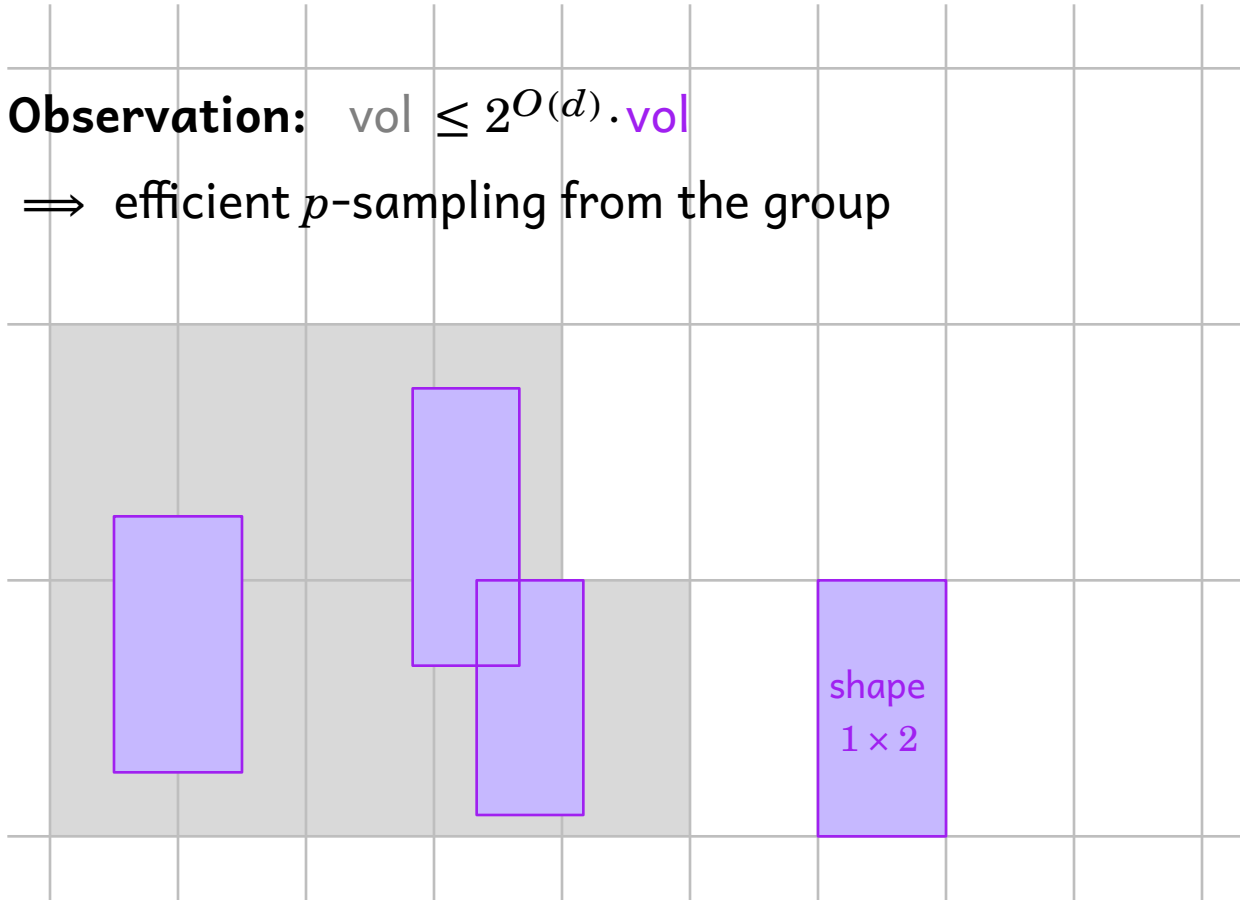 Observation: vol ≤ 2^{O(d)} · vol
⟹ efficient p-sampling from the group
shape
1 × 2